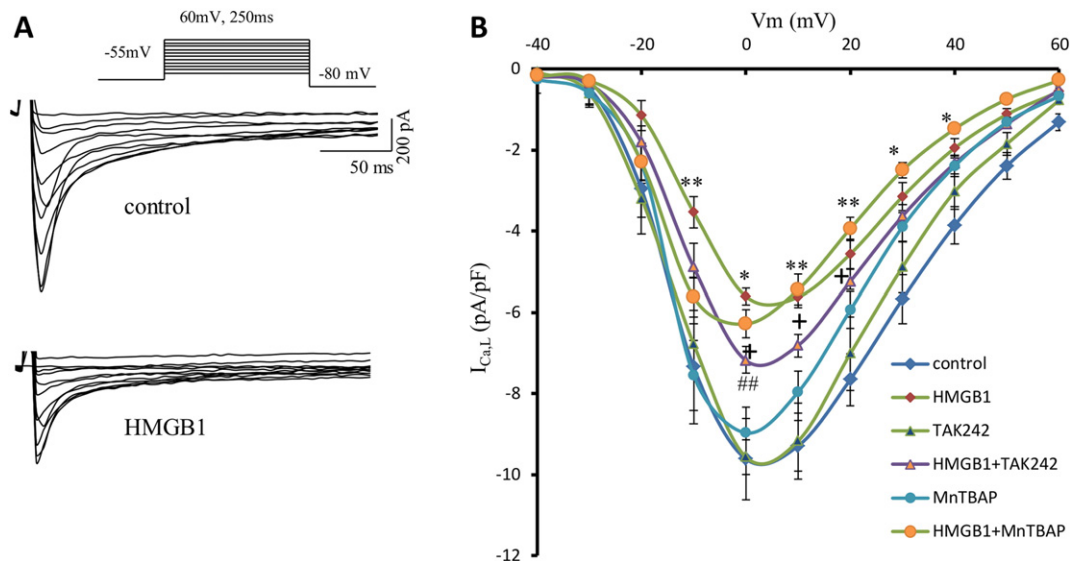 A
60mV, 250ms
-55mV
-80 mV
200 pA
50 ms
control
HMGB1
B
Vm (mV)
-40 -20 0 20 40 60
0
-2
-4
-6
-8
-10
-12
I_Ca,L (pA/pF)
** * ** ** * *
+ + +
##
control
HMGB1
TAK242
HMGB1+TAK242
MnTBAP
HMGB1+MnTBAP